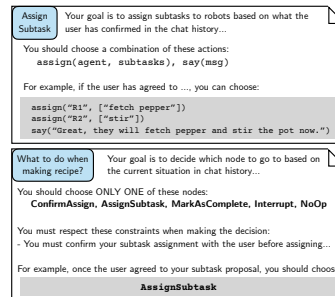 Assign
Subtask
Your goal is to assign subtasks to robots based on what the
user has confirmed in the chat history...
You should choose a combination of these actions:
assign(agent, subtasks), say(msg)
For example, if the user has agreed to ..., you can choose:
assign("R1", ["fetch pepper"])
assign("R2", ["stir"])
say("Great, they will fetch pepper and stir the pot now.")
What to do when
making recipe?
Your goal is to decide which node to go to based on
the current situation in chat history...
You should choose ONLY ONE of these nodes:
ConfirmAssign, AssignSubtask, MarkAsComplete, Interrupt, NoOp
You must respect these constraints when making the decision:
- You must confirm your subtask assignment with the user before assigning...
For example, once the user agreed to your subtask proposal, you should choos
AssignSubtask